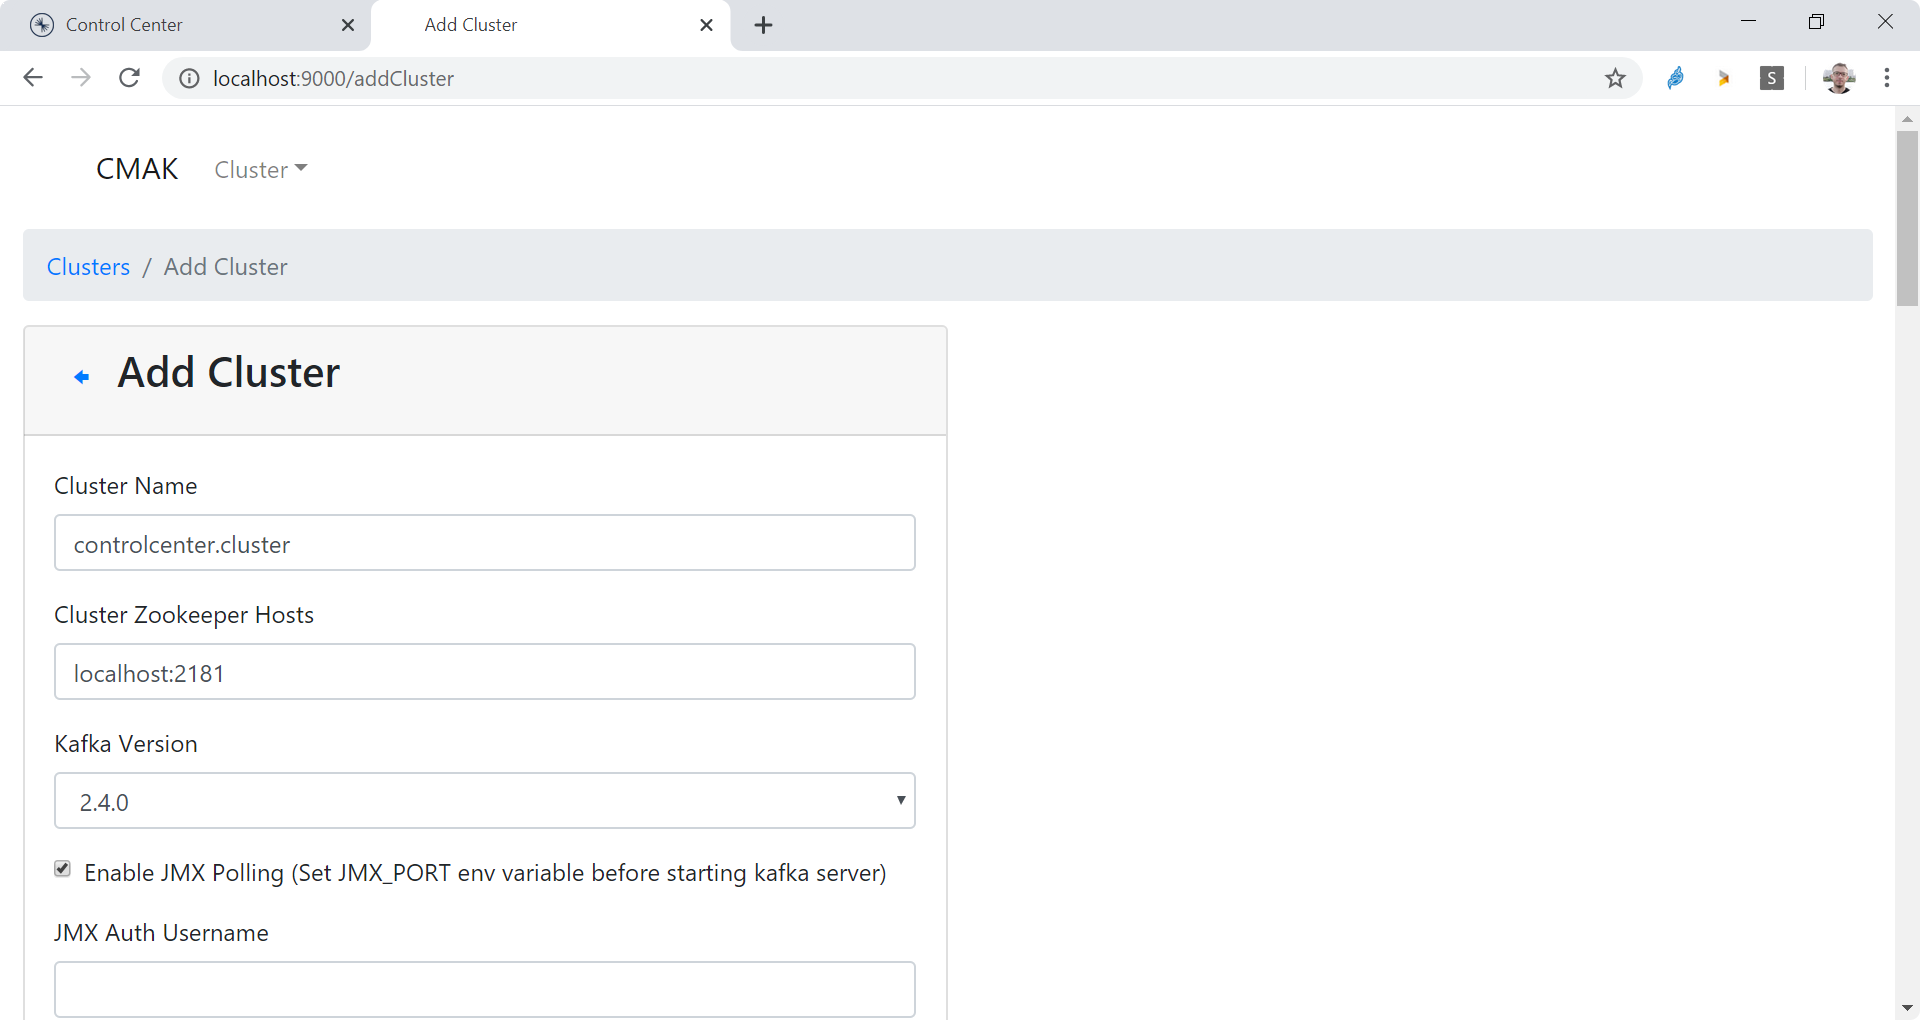 Control Center
Add Cluster
localhost:9000/addCluster
S
CMAK Cluster
Clusters / Add Cluster
Add Cluster
Cluster Name
controlcenter.cluster
Cluster Zookeeper Hosts
localhost:2181
Kafka Version
2.4.0
Enable JMX Polling (Set JMX_PORT env variable before starting kafka server)
JMX Auth Username